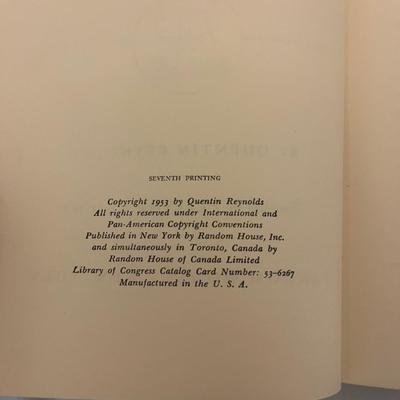 SEVENTH PRINTING
Copyright 1953 by Quentin Reynolds
All rights reserved under International and
Pan-American Copyright Conventions
Published in New York by Random House, Inc.
and simultaneously in Toronto, Canada by
Random House of Canada Limited
Library of Congress Catalog Card Number: 53-6267
Manufactured in the U. S. A.